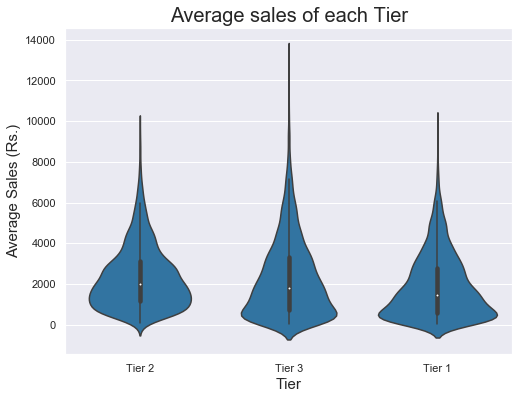 Average sales of each Tier
Average Sales (Rs.)
14000
12000
10000
8000
6000
4000
2000
0
Tier 2 Tier 3 Tier 1
Tier